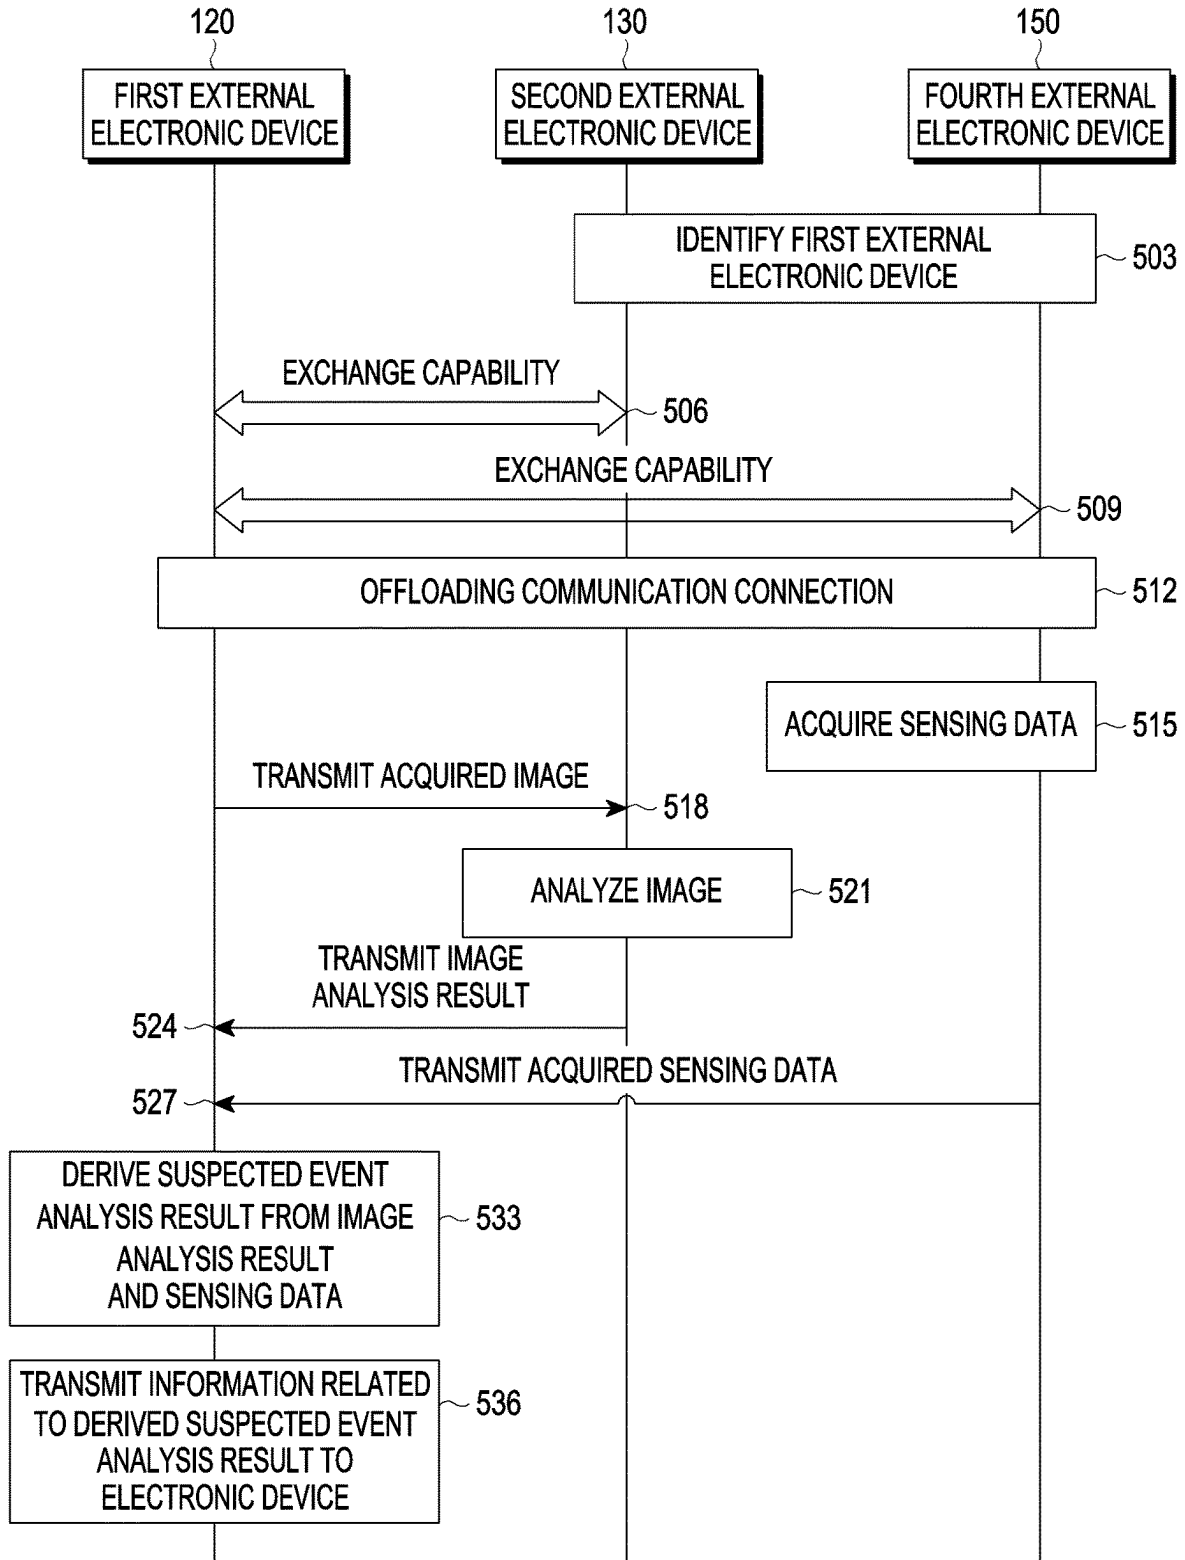 120
130
150
FIRST EXTERNAL
ELECTRONIC DEVICE
SECOND EXTERNAL
ELECTRONIC DEVICE
FOURTH EXTERNAL
ELECTRONIC DEVICE
IDENTIFY FIRST EXTERNAL
ELECTRONIC DEVICE
503
EXCHANGE CAPABILITY
506
EXCHANGE CAPABILITY
509
OFFLOADING COMMUNICATION CONNECTION
512
ACQUIRE SENSING DATA
515
TRANSMIT ACQUIRED IMAGE
518
ANALYZE IMAGE
521
TRANSMIT IMAGE
ANALYSIS RESULT
524
TRANSMIT ACQUIRED SENSING DATA
527
DERIVE SUSPECTED EVENT
ANALYSIS RESULT FROM IMAGE
ANALYSIS RESULT
AND SENSING DATA
533
TRANSMIT INFORMATION RELATED
TO DERIVED SUSPECTED EVENT
ANALYSIS RESULT TO
ELECTRONIC DEVICE
536